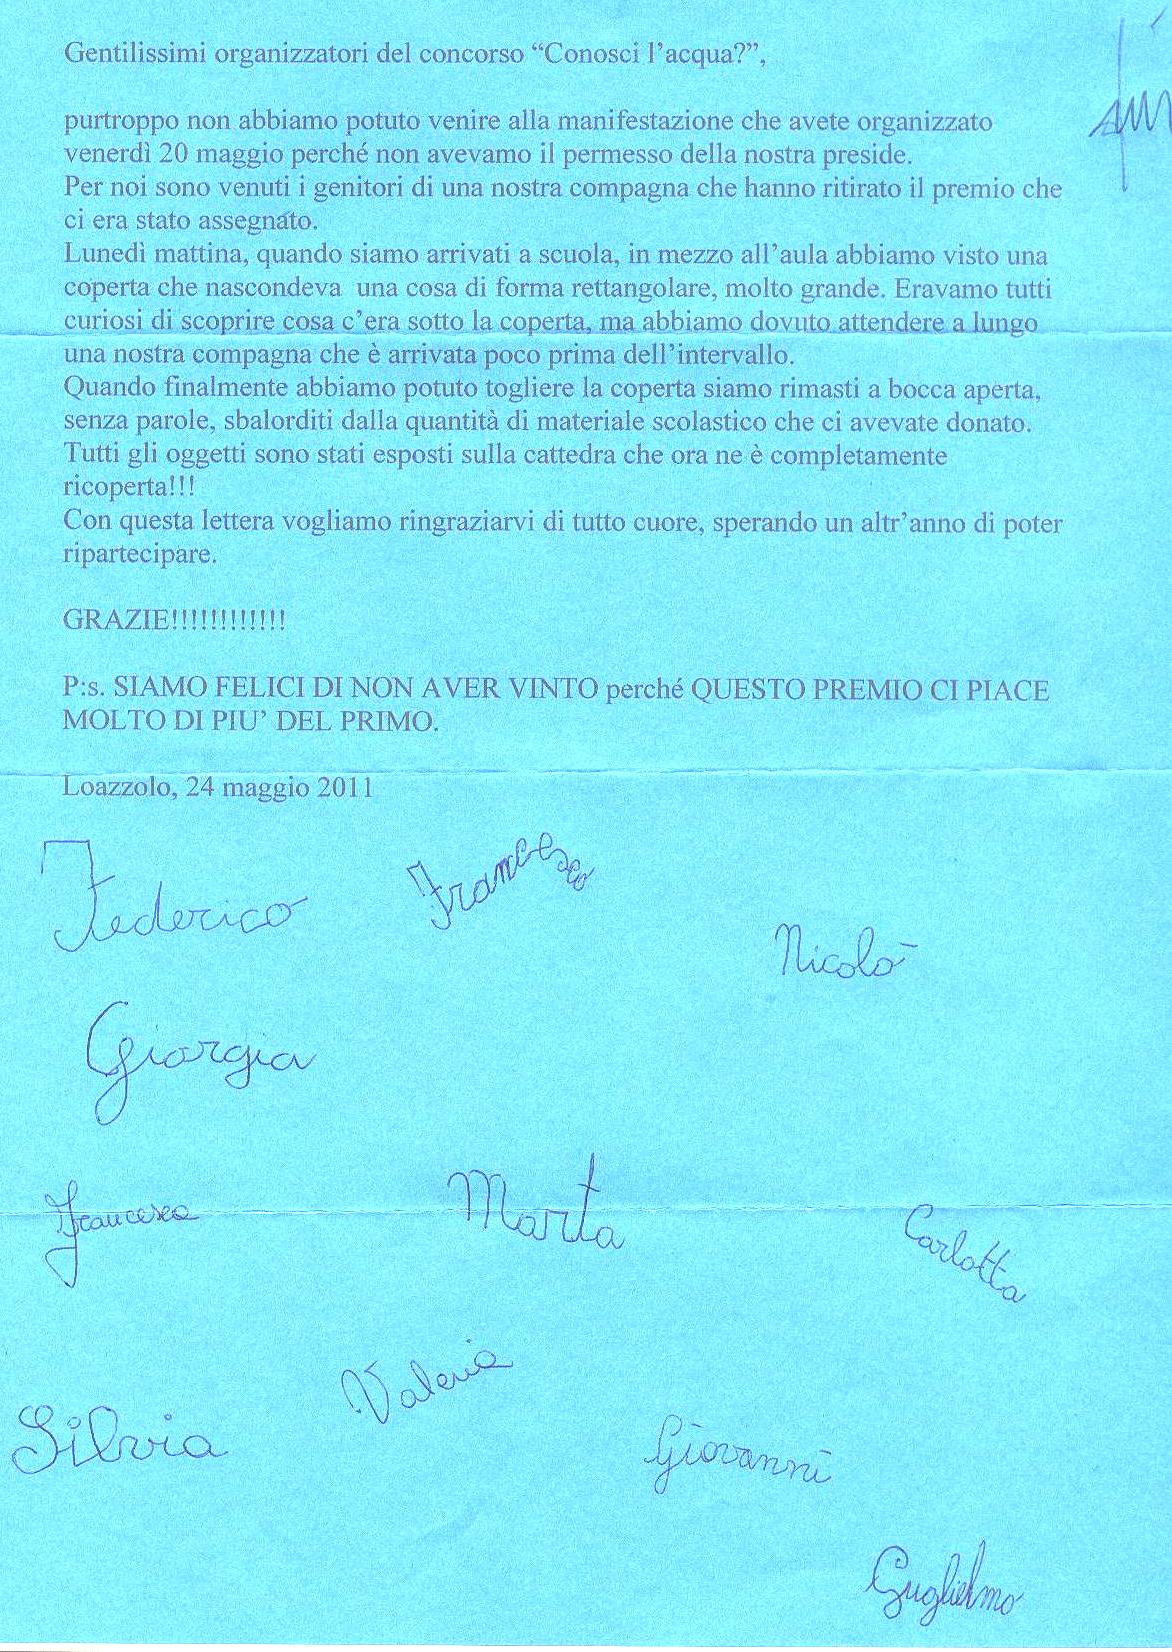 Gentilissimi organizzatori del concorso “Conosci l’acqua?”,
purtroppo non abbiamo potuto venire alla manifestazione che avete organizzato
venerdì 20 maggio perché non avevamo il permesso della nostra preside.
Per noi sono venuti i genitori di una nostra compagna che hanno ritirato il premio che
ci era stato assegnato.
Lunedì mattina, quando siamo arrivati a scuola, in mezzo all’aula abbiamo visto una
coperta che nascondeva  una cosa di forma rettangolare, molto grande. Eravamo tutti
curiosi di scoprire cosa c’era sotto la coperta, ma abbiamo dovuto attendere a lungo
una nostra compagna che è arrivata poco prima dell’intervallo.
Quando finalmente abbiamo potuto togliere la coperta siamo rimasti a bocca aperta,
senza parole, sbalorditi dalla quantità di materiale scolastico che ci avevate donato.
Tutti gli oggetti sono stati esposti sulla cattedra che ora ne è completamente
ricoperta!!!
Con questa lettera vogliamo ringraziarvi di tutto cuore, sperando un altr’anno di poter
ripartecipare.
GRAZIE!!!!!!!!!!!!
P:s. SIAMO FELICI DI NON AVER VINTO perché QUESTO PREMIO CI PIACE
MOLTO DI PIU’ DEL PRIMO.
Loazzolo, 24 maggio 2011
Federico
Francesco
Nicolò
Giorgia
Francesca
Marta
Carlotta
Valeria
Silvia
Giovanni
Guglielmo